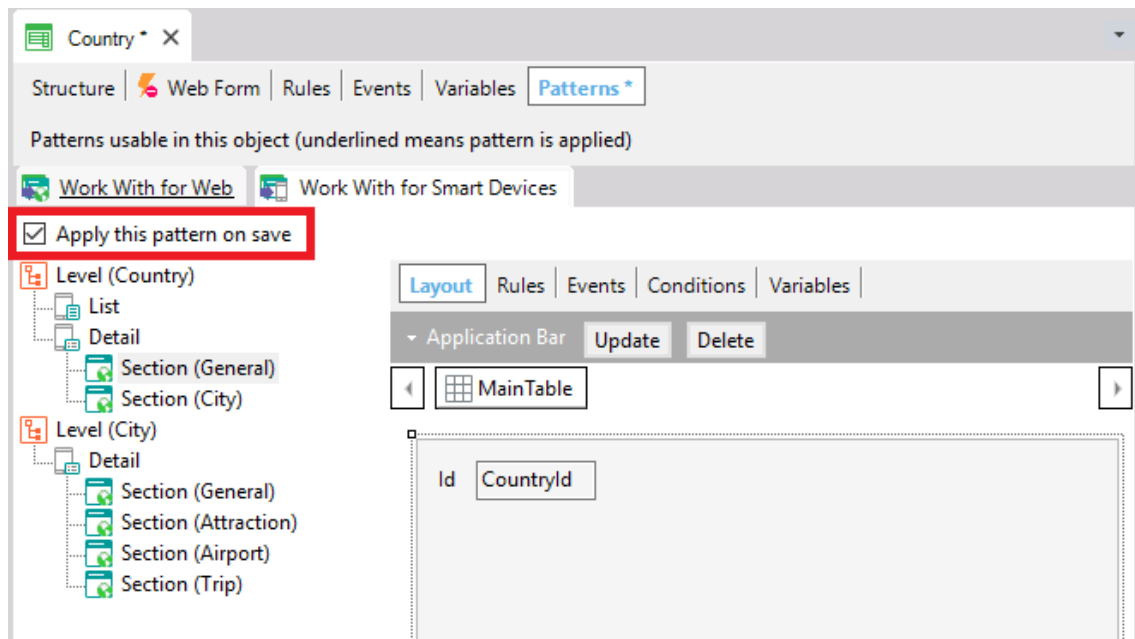 Country *
Structure Web Form Rules Events Variables Patterns *
Patterns usable in this object (underlined means pattern is applied)
Work With for Web Work With for Smart Devices
Apply this pattern on save
Level (Country)
List
Detail
Section (General)
Section (City)
Level (City)
Detail
Section (General)
Section (Attraction)
Section (Airport)
Section (Trip)
Layout Rules Events Conditions Variables
Application Bar Update Delete
MainTable
Id CountryId